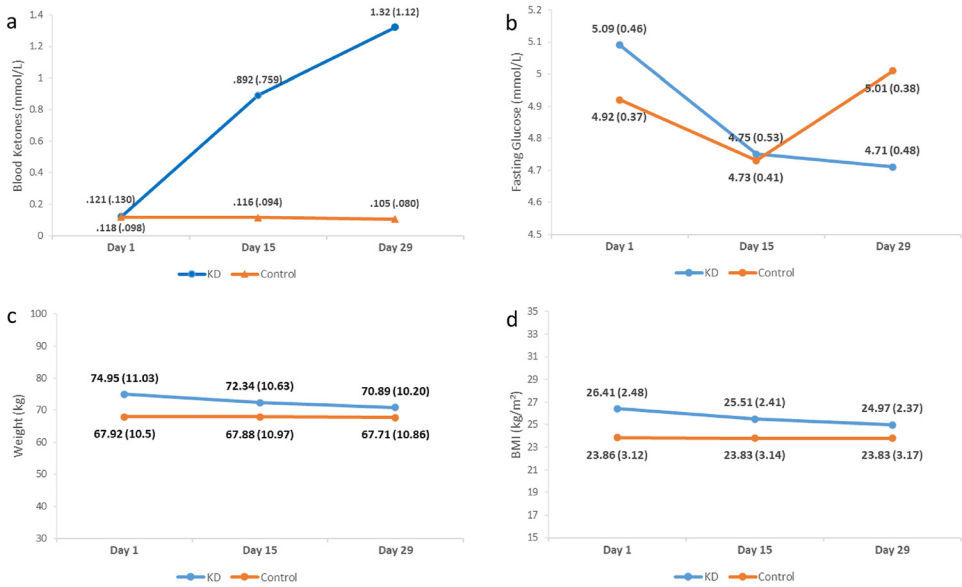 a
Blood Ketones (mmol/L)
1.4
1.2
1
0.8
0.6
0.4
0.2
0
1.32 (1.12)
.892 (.759)
.121 (.130)
.118 (.098)
.116 (.094)
.105 (.080)
Day 1 Day 15 Day 29
KD Control
b
Fasting Glucose (mmol/L)
5.2
5.1
5
4.9
4.8
4.7
4.6
4.5
5.09 (0.46)
4.92 (0.37)
4.75 (0.53)
4.73 (0.41)
5.01 (0.38)
4.71 (0.48)
Day 1 Day 15 Day 29
KD Control
c
Weight (kg)
100
90
80
70
60
50
40
30
74.95 (11.03) 72.34 (10.63) 70.89 (10.20)
67.92 (10.5) 67.88 (10.97) 67.71 (10.86)
Day 1 Day 15 Day 29
KD Control
d
BMI (kg/m²)
35
33
31
29
27
25
23
21
19
17
15
26.41 (2.48) 25.51 (2.41) 24.97 (2.37)
23.86 (3.12) 23.83 (3.14) 23.83 (3.17)
Day 1 Day 15 Day 29
KD Control